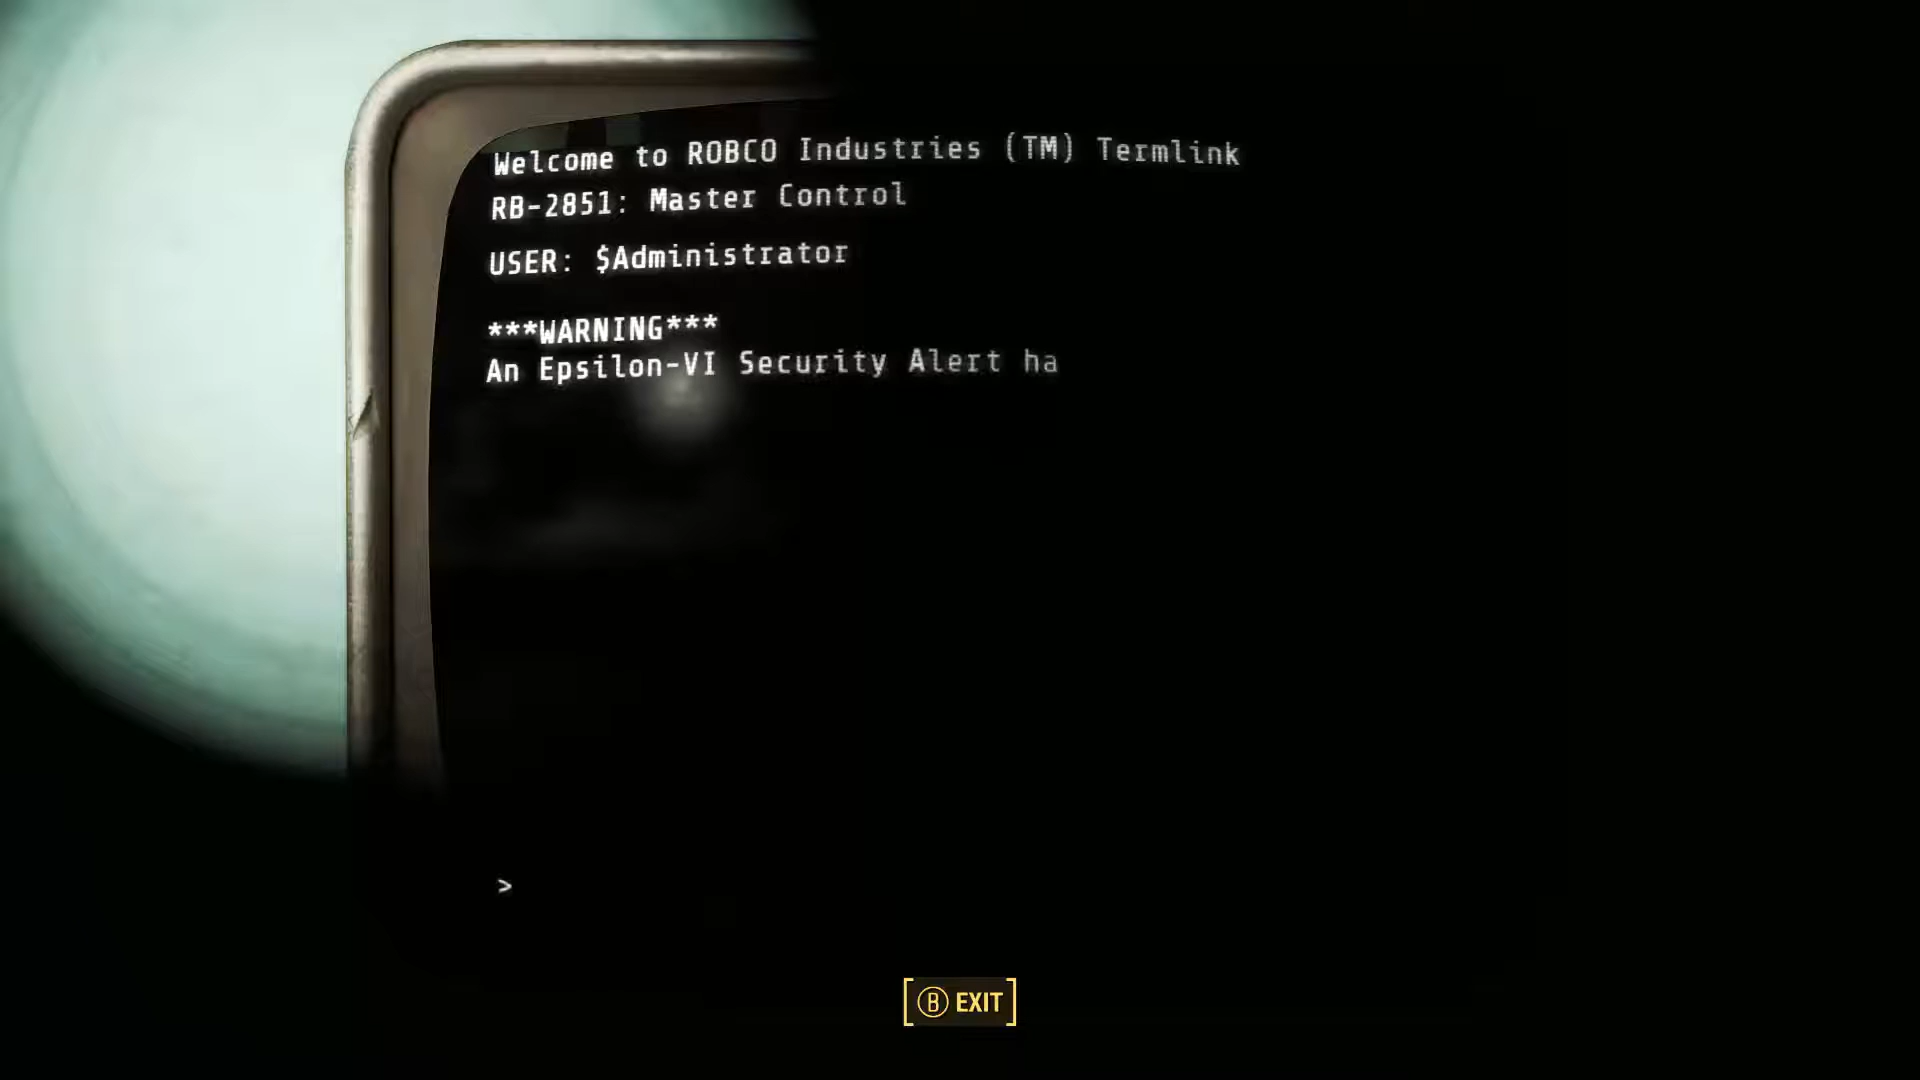 Welcome to ROBCO Industries (TM) Termlink
RB-2851: Master Control
USER: $Administrator
***WARNING***
An Epsilon-VI Security Alert ha
>
Ⓑ EXIT